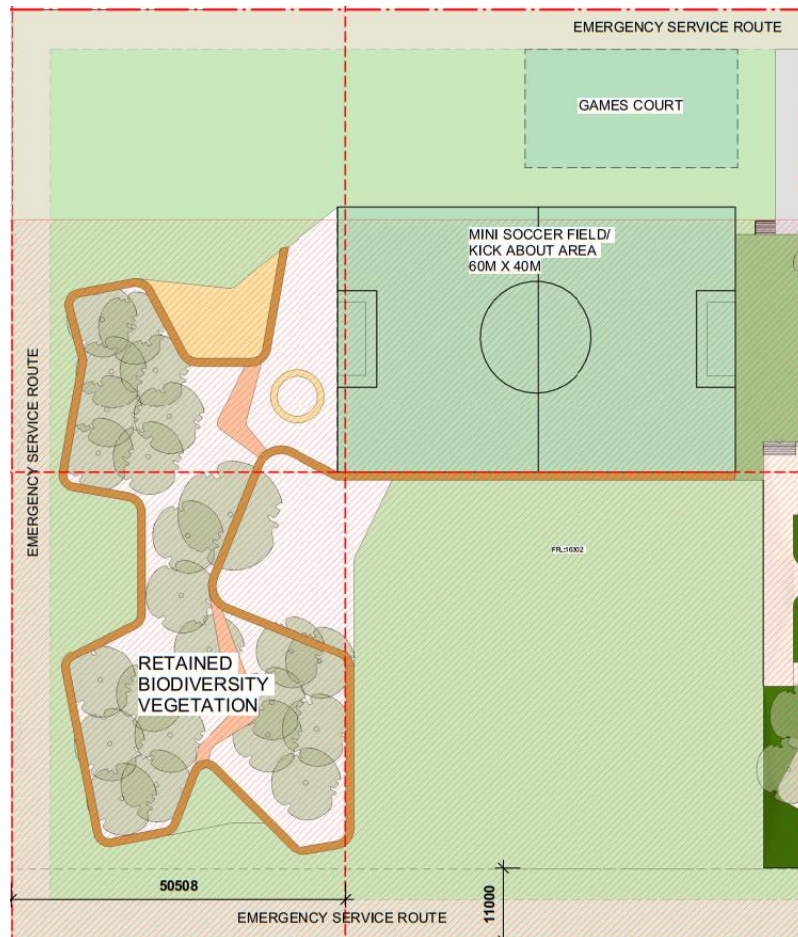 EMERGENCY SERVICE ROUTE
GAMES COURT
MINI SOCCER FIELD/
KICK ABOUT AREA
60M X 40M
EMERGENCY SERVICE ROUTE
RETAINED
BIODIVERSITY
VEGETATION
50508
11000
EMERGENCY SERVICE ROUTE